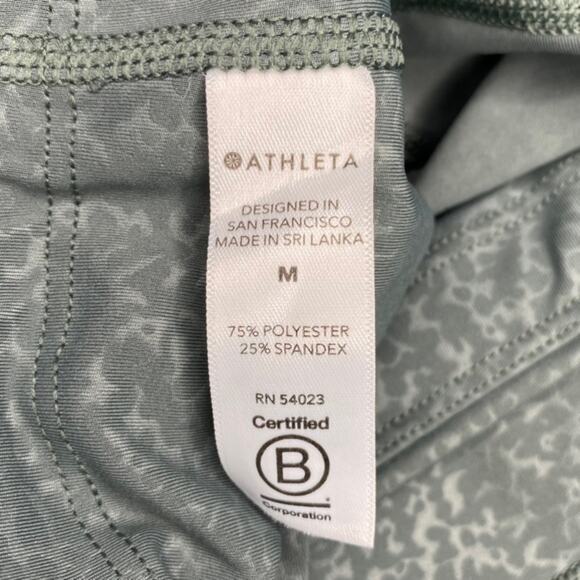 ATHLETA
DESIGNED IN
SAN FRANCISCO
MADE IN SRI LANKA
M
75% POLYESTER
25% SPANDEX
RN 54023
Certified
B
Corporation